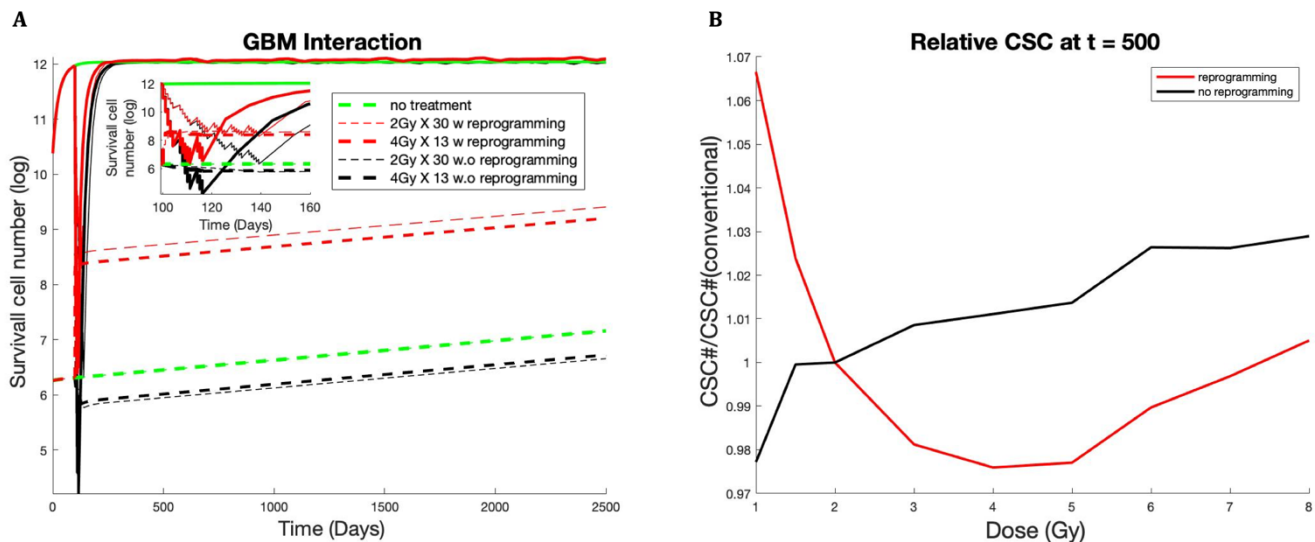 A
GBM Interaction
Survivall cell number (log)
12
11
10
9
8
7
6
5
0
500
1000
1500
2000
2500
Time (Days)
Survivall cell
number (log)
12
10
8
6
100
120
140
160
Time (Days)
no treatment
2Gy X 30 w reprogramming
4Gy X 13 w reprogramming
2Gy X 30 w.o reprogramming
4Gy X 13 w.o reprogramming
B
Relative CSC at t = 500
CSC#/CSC#(conventional)
1.07
1.06
1.05
1.04
1.03
1.02
1.01
1
0.99
0.98
0.97
1
2
3
4
5
6
7
8
Dose (Gy)
reprogramming
no reprogramming